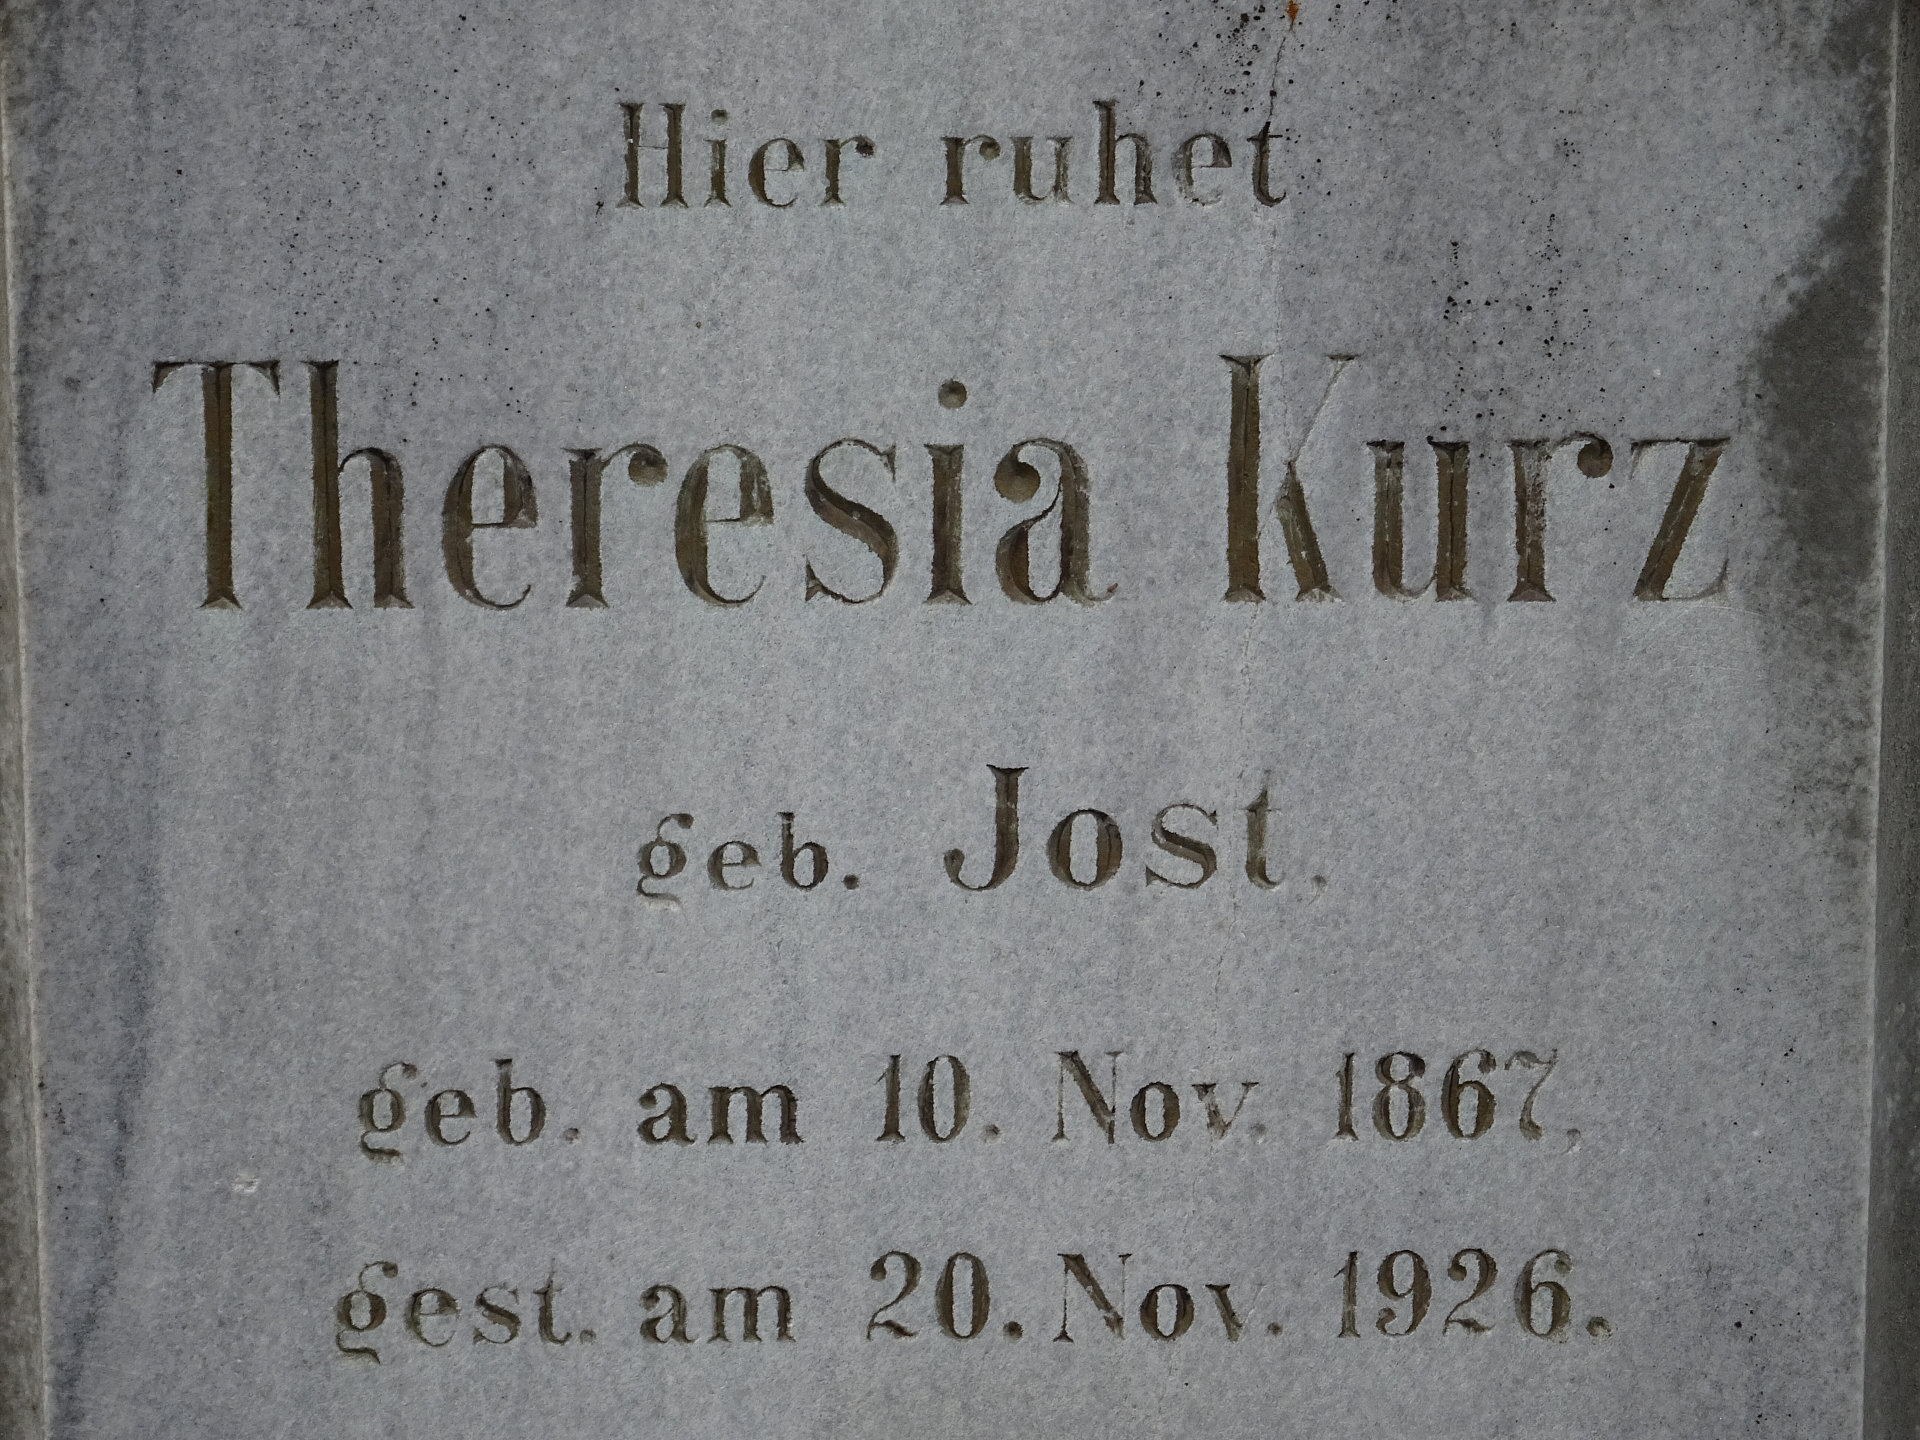 Hier ruhet
Theresia Kurz
geb. Jost,
geb. am 10. Nov. 1867,
gest. am 20. Nov. 1926.